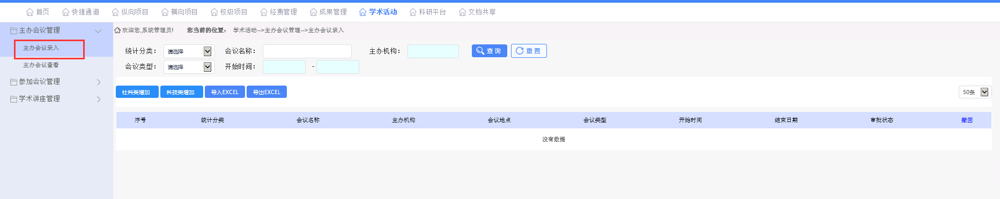 首页 快捷通道 纵向项目 横向项目 校级项目 经费管理 成果管理 学术活动 科研平台 文档共享
主办会议管理
主办会议录入
主办会议查看
参加会议管理
学术讲座管理
欢迎您,系统管理员! 您当前的位置： 学术活动-->主办会议管理-->主办会议录入
统计分类： 请选择 会议名称： 主办机构： 查 询 重 置
会议类型： 请选择 开始时间： -
社科类增加 科技类增加 导入EXCEL 导出EXCEL 50条
序号 统计分类 会议名称 主办机构 会议地点 会议类型 开始时间 结束日期 审批状态 撤回
没有数据